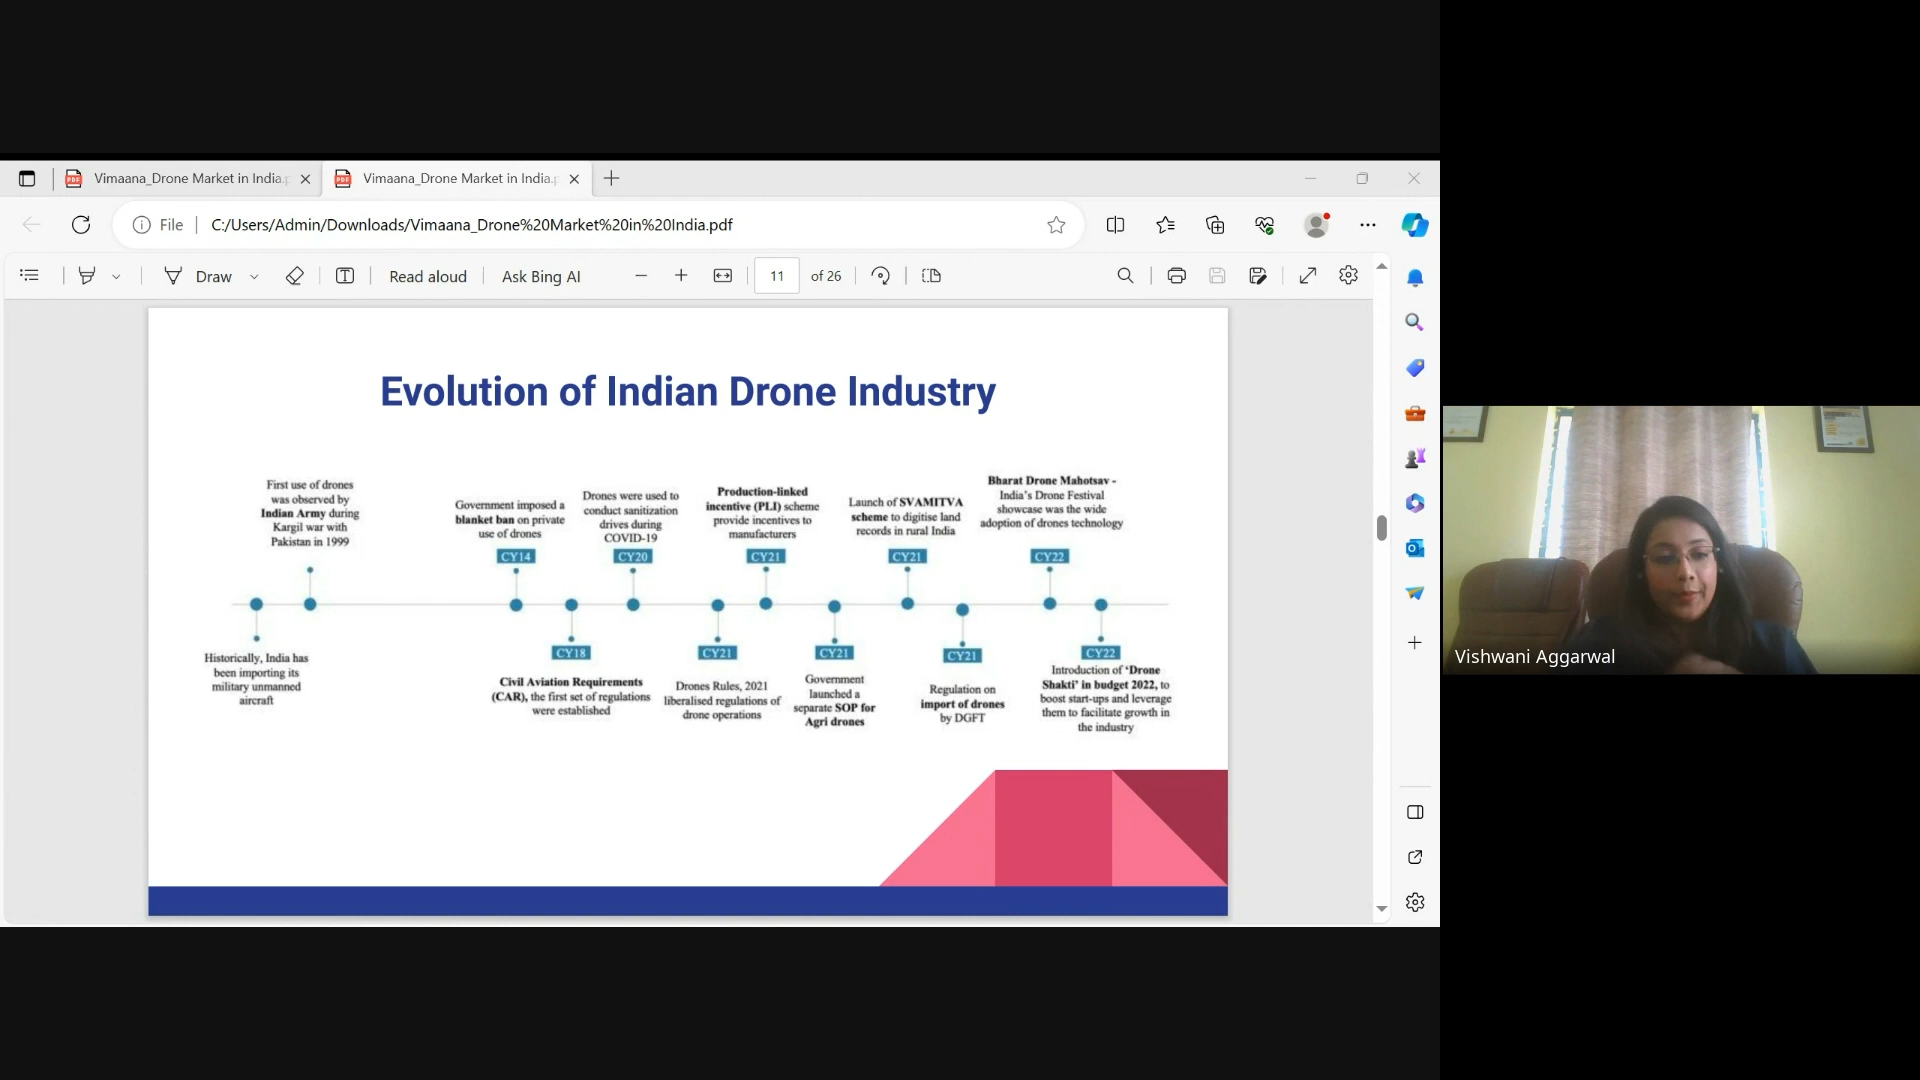 Vimaana_Drone Market in India.p
Vimaana_Drone Market in India.p
File
C:/Users/Admin/Downloads/Vimaana_Drone%20Market%20in%20India.pdf
Draw
Read aloud
Ask Bing AI
11
of 26
Evolution of Indian Drone Industry
First use of drones
was observed by
Indian Army during
Kargil war with
Pakistan in 1999
Government imposed a
blanket ban on private
use of drones
CY14
Drones were used to
conduct sanitization
drives during
COVID-19
CY20
Production-linked
incentive (PLI) scheme
provide incentives to
manufacturers
CY21
Launch of SVAMITVA
scheme to digitise land
records in rural India
CY21
Bharat Drone Mahotsav -
India's Drone Festival
showcase was the wide
adoption of drones technology
CY22
Historically, India has
been importing its
military unmanned
aircraft
CY18
Civil Aviation Requirements
(CAR), the first set of regulations
were established
CY21
Drones Rules, 2021
liberalised regulations of
drone operations
CY21
Government
launched a
separate SOP for
Agri drones
CY21
Regulation on
import of drones
by DGFT
CY22
Introduction of ‘Drone
Shakti’ in budget 2022, to
boost start-ups and leverage
them to facilitate growth in
the industry
Vishwani Aggarwal